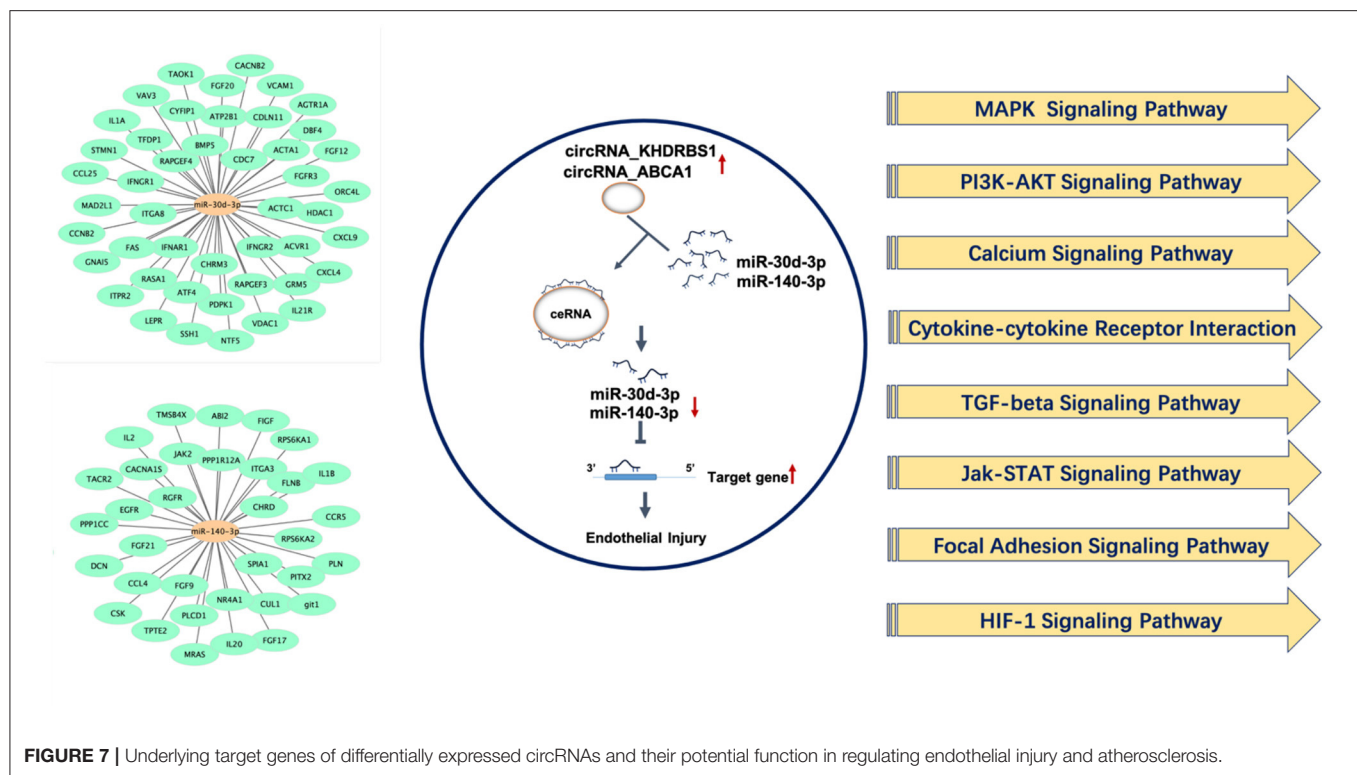 CACNB2
TAOK1
FGF20
VCAM1
VAV3
CYFIP1
ATP2B1
CDLN11
AGTR1A
IL1A
TFDP1
DBF4
STMN1
RAPGEF4
BMP5
CDC7
ACTA1
FGF12
CCL25
IFNGR1
FGFR3
ORC4L
MAD2L1
ITGA8
miR-30d-3p
ACTC1
HDAC1
CCNB2
CXCL9
FAS
IFNAR1
IFNGR2
ACVR1
GNAI5
CHRM3
CXCL4
RASA1
ITPR2
ATF4
RAPGEF3
GRM5
PDPK1
IL21R
LEPR
VDAC1
SSH1
NTF5
TMSB4X
ABI2
FIGF
IL2
RPS6KA1
JAK2
PPP1R12A
CACNA1S
ITGA3
IL1B
TACR2
FLNB
RGFR
CHRD
EGFR
CCR5
PPP1CC
miR-140-3p
RPS6KA2
FGF21
DCN
SPIA1
PLN
PITX2
CCL4
FGF9
NR4A1
CUL1
git1
CSK
PLCD1
TPTE2
FGF17
IL20
MRAS
circRNA_KHDRBS1
circRNA_ABCA1
miR-30d-3p
miR-140-3p
ceRNA
miR-30d-3p
miR-140-3p
3' 5'
Target gene
Endothelial Injury
MAPK Signaling Pathway
PI3K-AKT Signaling Pathway
Calcium Signaling Pathway
Cytokine-cytokine Receptor Interaction
TGF-beta Signaling Pathway
Jak-STAT Signaling Pathway
Focal Adhesion Signaling Pathway
HIF-1 Signaling Pathway
FIGURE 7 | Underlying target genes of differentially expressed circRNAs and their potential function in regulating endothelial injury and atherosclerosis.